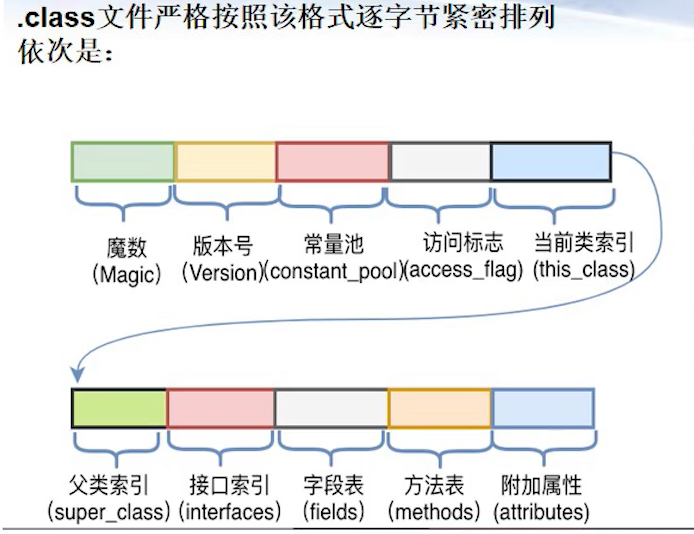 .class文件严格按照该格式逐字节紧密排列
依次是：
魔数 版本号 常量池 访问标志 当前类索引
(Magic) (Version)(constant_pool)(access_flag) (this_class)
父类索引 接口索引 字段表 方法表 附加属性
(super_class) (interfaces) (fields) (methods) (attributes)